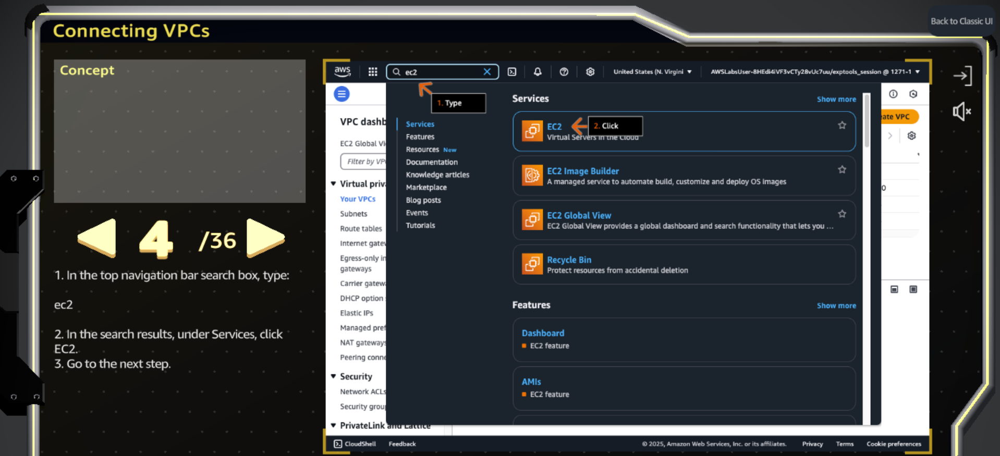 Back to Classic UI
Connecting VPCs
Concept
4 /36
1. In the top navigation bar search box, type:
ec2
2. In the search results, under Services, click
EC2.
3. Go to the next step.
aws
ec2
United States (N. Virgini
AWSLabsUser-8HEdi4iVF3vCTy28vUc7uu/exptools_session @ 1271-1
1. Type
VPC dashb
EC2 Global Vi
Filter by VP
Virtual priv
Your VPCs
Subnets
Route tables
Internet gatew
Egress-only in
gateways
Carrier gatew
DHCP option
Elastic IPs
Managed pref
NAT gateways
Peering conne
Security
Network ACLs
Security group
PrivateLink and Lattice
Services
Features
Resources New
Documentation
Knowledge articles
Marketplace
Blog posts
Events
Tutorials
Services
Show more
EC2
2. Click
Virtual Servers in the Cloud
EC2 Image Builder
A managed service to automate build, customize and deploy OS images
EC2 Global View
EC2 Global View provides a global dashboard and search functionality that lets you ...
Recycle Bin
Protect resources from accidental deletion
Features
Show more
Dashboard
EC2 feature
AMIs
EC2 feature
ate VPC
0
CloudShell
Feedback
© 2025, Amazon Web Services, Inc. or its affiliates.
Privacy
Terms
Cookie preferences